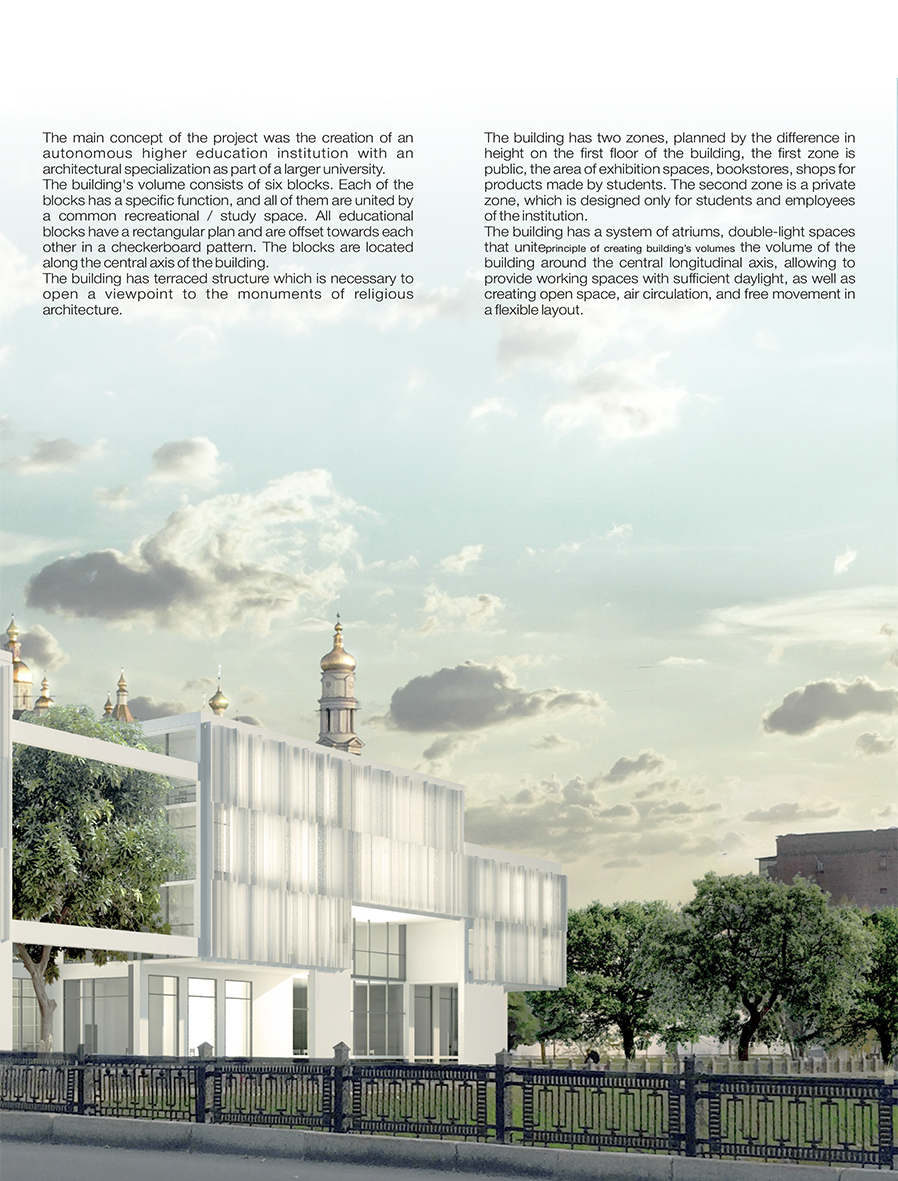 The main concept of the project was the creation of an
autonomous higher education institution with an
architectural specialization as part of a larger university.
The building's volume consists of six blocks. Each of the
blocks has a specific function, and all of them are united by
a common recreational / study space. All educational
blocks have a rectangular plan and are offset towards each
other in a checkerboard pattern. The blocks are located
along the central axis of the building.
The building has terraced structure which is necessary to
open a viewpoint to the monuments of religious
architecture.
The building has two zones, planned by the difference in
height on the first floor of the building, the first zone is
public, the area of exhibition spaces, bookstores, shops for
products made by students. The second zone is a private
zone, which is designed only for students and employees
of the institution.
The building has a system of atriums, double-light spaces
that uniteprinciple of creating building's volumes the volume of the
building around the central longitudinal axis, allowing to
provide working spaces with sufficient daylight, as well as
creating open space, air circulation, and free movement in
a flexible layout.